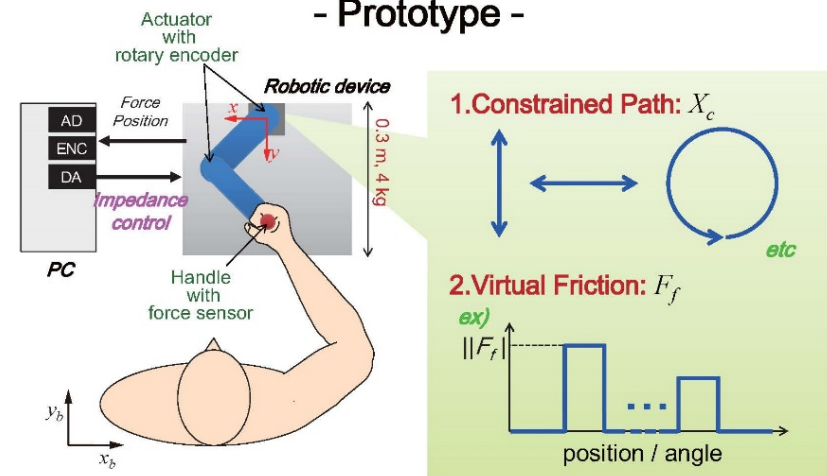 - Prototype -
Actuator
with
rotary encoder
Robotic device
Force
Position
AD
ENC
DA
PC
Impedance
control
x
y
0.3 m, 4 kg
Handle
with
force sensor
y_b
x_b
1.Constrained Path: X_c
etc
2.Virtual Friction: F_f
ex)
||F_f|
...
position / angle